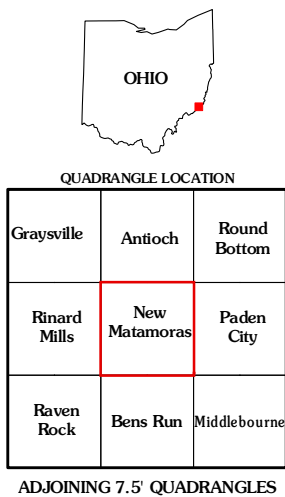 OHIO
QUADRANGLE LOCATION
Graysville
Antioch
Round
Bottom
Rinard
Mills
New
Matamoras
Paden
City
Raven
Rock
Bens Run
Middlebourne
ADJOINING 7.5' QUADRANGLES